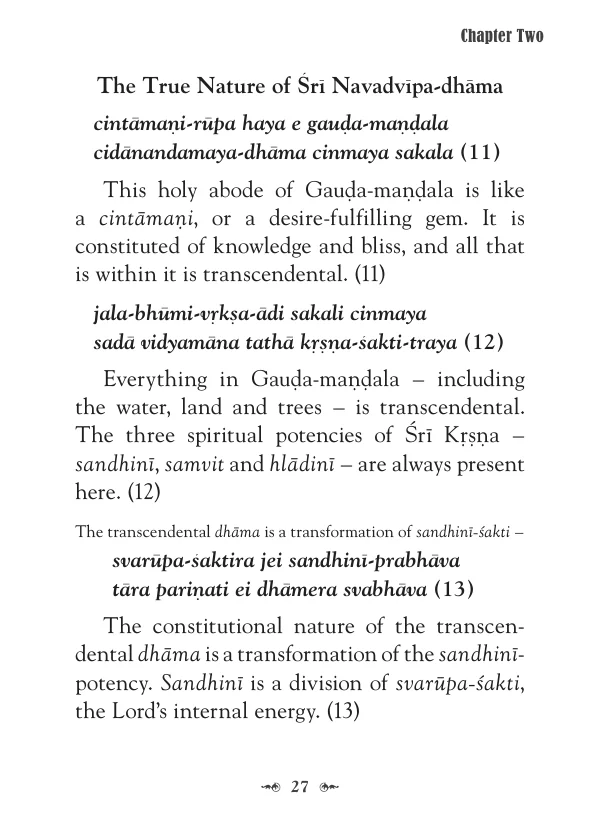 Chapter Two
The True Nature of Śrī Navadvīpa-dhāma
cintāmaṇi-rūpa haya e gauḍa-maṇḍala
cidānandamaya-dhāma cinmaya sakala (11)
This holy abode of Gauḍa-maṇḍala is like
a cintāmaṇi, or a desire-fulfilling gem. It is
constituted of knowledge and bliss, and all that
is within it is transcendental. (11)
jala-bhūmi-vṛkṣa-ādi sakali cinmaya
sadā vidyamāna tathā kṛṣṇa-śakti-traya (12)
Everything in Gauḍa-maṇḍala – including
the water, land and trees – is transcendental.
The three spiritual potencies of Śrī Kṛṣṇa –
sandhinī, samvit and hlādinī – are always present
here. (12)
The transcendental dhāma is a transformation of sandhinī-śakti –
svarūpa-śaktira jei sandhinī-prabhāva
tāra pariṇati ei dhāmera svabhāva (13)
The constitutional nature of the transcen-
dental dhāma is a transformation of the sandhinī-
potency. Sandhinī is a division of svarūpa-śakti,
the Lord's internal energy. (13)
27